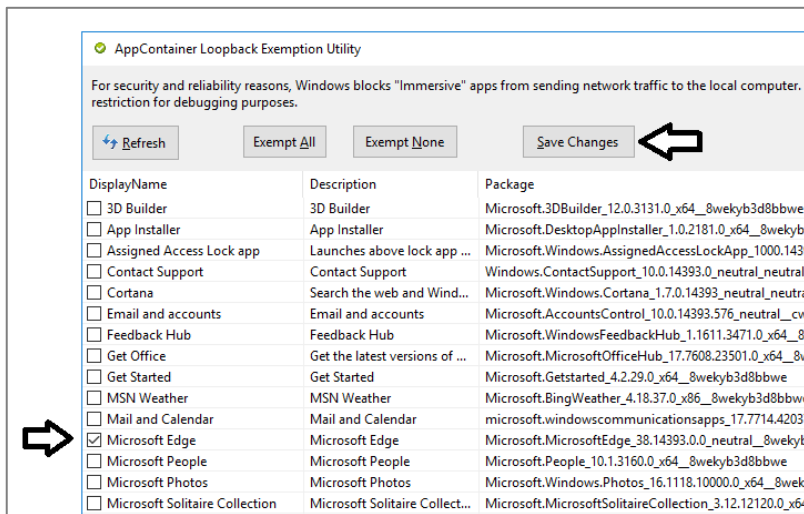 AppContainer Loopback Exemption Utility
For security and reliability reasons, Windows blocks "Immersive" apps from sending network traffic to the local computer.
restriction for debugging purposes.
Refresh Exempt All Exempt None Save Changes
DisplayName Description Package
3D Builder 3D Builder Microsoft.3DBuilder_12.0.3131.0_x64__8wekyb3d8bbwe
App Installer App Installer Microsoft.DesktopAppInstaller_1.0.2181.0_x64__8wekyb
Assigned Access Lock app Launches above lock app ... Microsoft.Windows.AssignedAccessLockApp_1000.143
Contact Support Contact Support Windows.ContactSupport_10.0.14393.0_neutral_neutral
Cortana Search the web and Wind... Microsoft.Windows.Cortana_1.7.0.14393_neutral_neutra
Email and accounts Email and accounts Microsoft.AccountsControl_10.0.14393.576_neutral__cw
Feedback Hub Feedback Hub Microsoft.WindowsFeedbackHub_1.1611.3471.0_x64__8
Get Office Get the latest versions of ... Microsoft.MicrosoftOfficeHub_17.7608.23501.0_x64__8w
Get Started Get Started Microsoft.Getstarted_4.2.29.0_x64__8wekyb3d8bbwe
MSN Weather MSN Weather Microsoft.BingWeather_4.18.37.0_x86__8wekyb3d8bbwe
Mail and Calendar Mail and Calendar microsoft.windowscommunicationsapps_17.7714.4203
Microsoft Edge Microsoft Edge Microsoft.MicrosoftEdge_38.14393.0.0_neutral__8wekyb
Microsoft People Microsoft People Microsoft.People_10.1.3160.0_x64__8wekyb3d8bbwe
Microsoft Photos Microsoft Photos Microsoft.Windows.Photos_16.1118.10000.0_x64__8wek
Microsoft Solitaire Collection Microsoft Solitaire Collect... Microsoft.MicrosoftSolitaireCollection_3.12.12120.0_x64